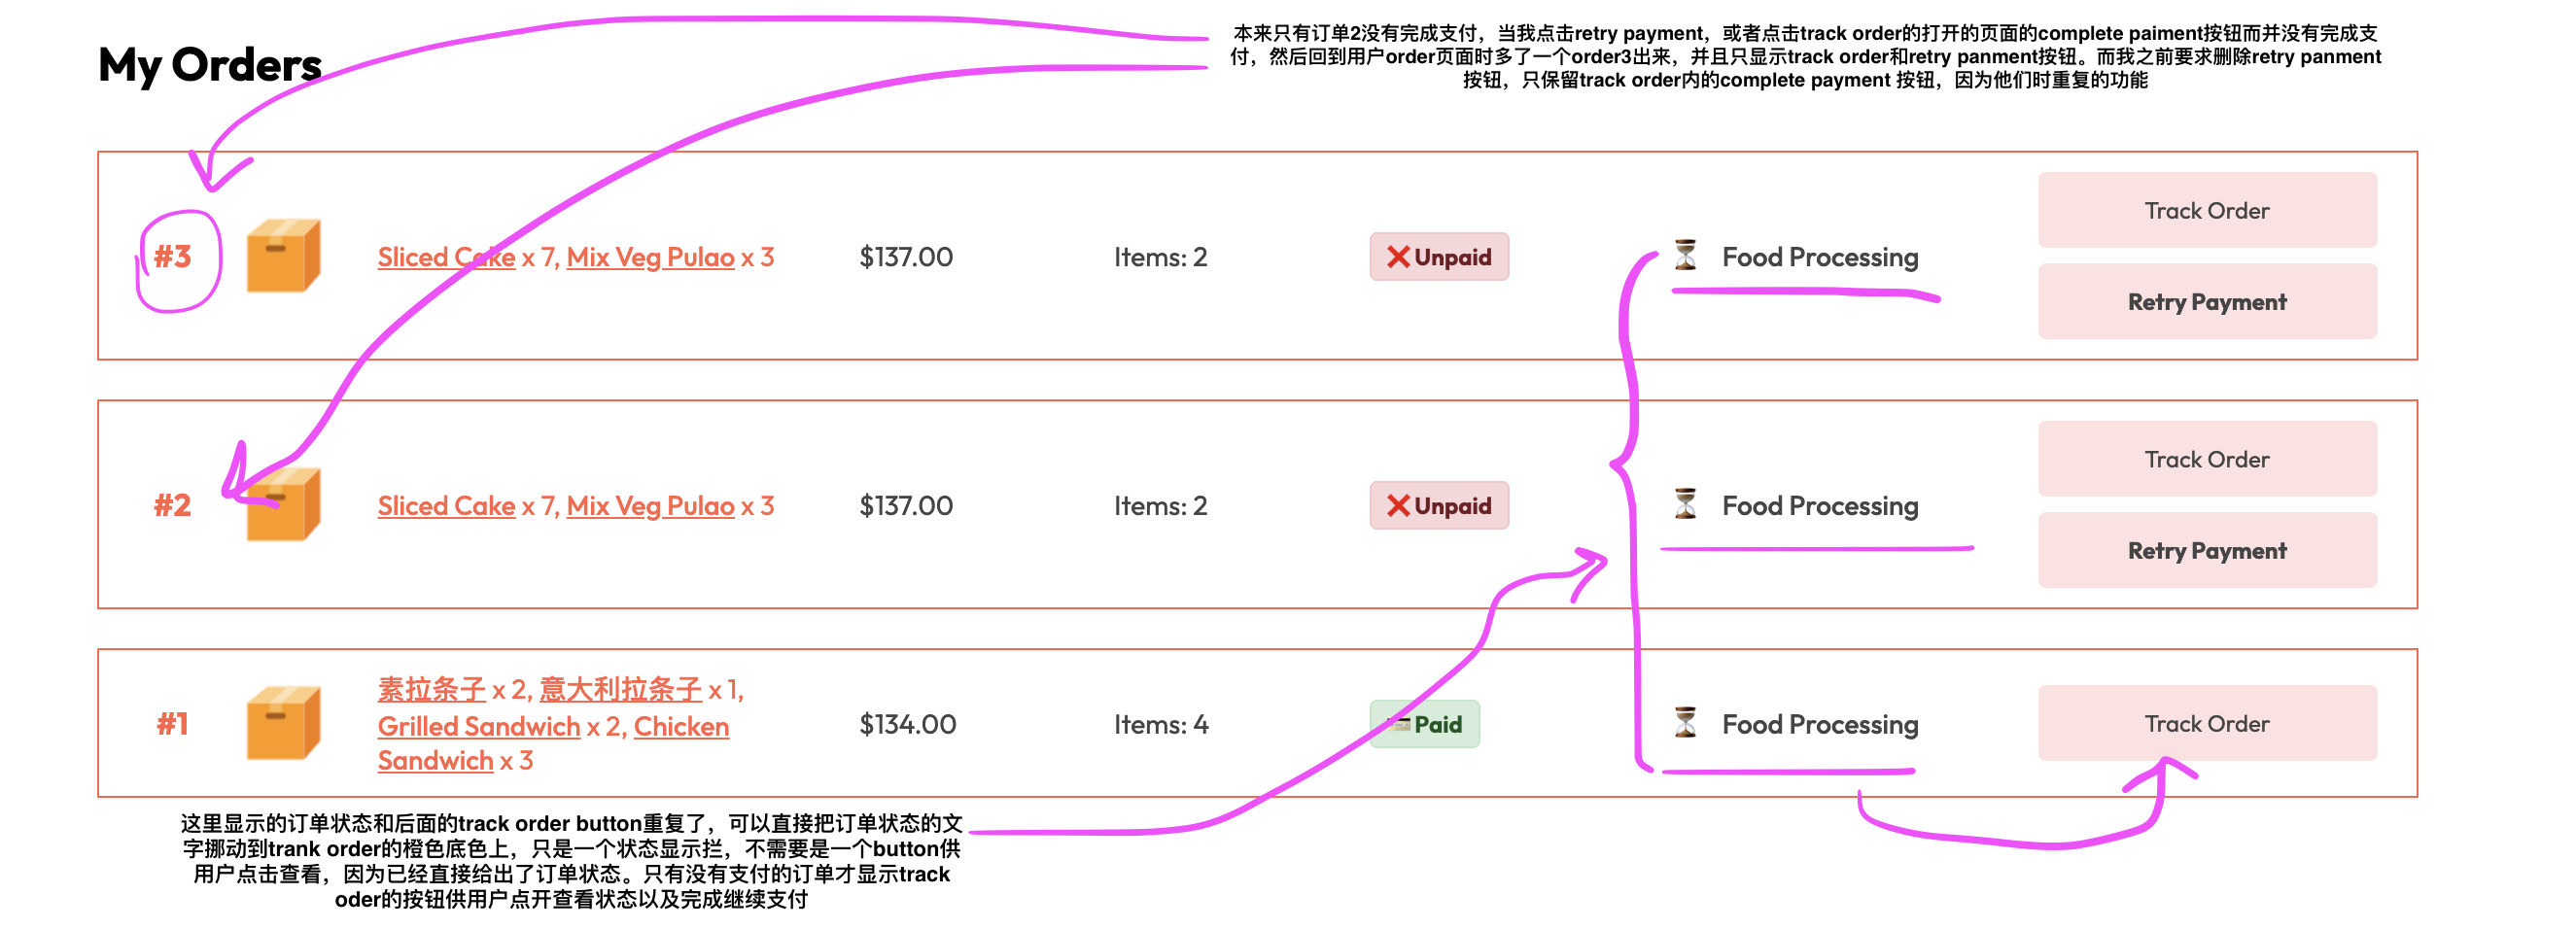 本来只有订单2没有完成支付，当我点击retry payment，或者点击track order的打开的页面的complete paiment按钮而并没有完成支
付，然后回到用户order页面时多了一个order3出来，并且只显示track order和retry panment按钮。而我之前要求删除retry panment
按钮，只保留track order内的complete payment 按钮，因为他们时重复的功能
My Orders
#3
Sliced Cake x 7, Mix Veg Pulao x 3
$137.00
Items: 2
❌Unpaid
⏳ Food Processing
Track Order
Retry Payment
#2
Sliced Cake x 7, Mix Veg Pulao x 3
$137.00
Items: 2
❌Unpaid
⏳ Food Processing
Track Order
Retry Payment
#1
素拉条子 x 2, 意大利拉条子 x 1,
Grilled Sandwich x 2, Chicken
Sandwich x 3
$134.00
Items: 4
💳Paid
⏳ Food Processing
Track Order
这里显示的订单状态和后面的track order button重复了，可以直接把订单状态的文
字挪动到trank order的橙色底色上，只是一个状态显示拦，不需要是一个button供
用户点击查看，因为已经直接给出了订单状态。只有没有支付的订单才显示track
oder的按钮供用户点开查看状态以及完成继续支付